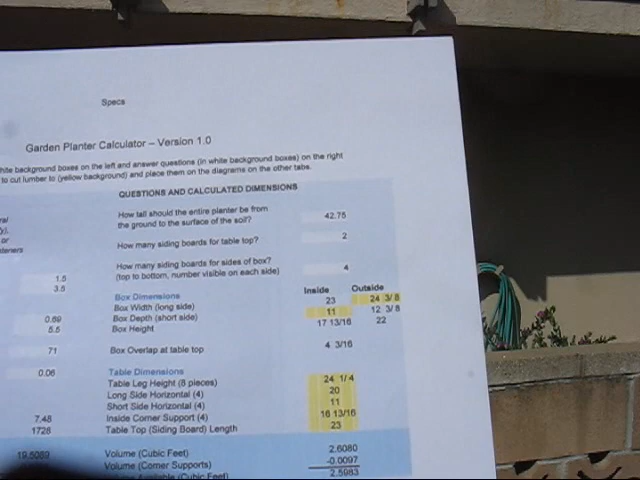 Specs
Garden Planter Calculator – Version 1.0
hite background boxes on the left and answer questions (in white background boxes) on the right
to cut lumber to (yellow background) and place them on the diagrams on the other tabs.
QUESTIONS AND CALCULATED DIMENSIONS
How tall should the entire planter be from
the ground to the surface of the soil? 42.75
or How many siding boards for table top? 2
How many siding boards for sides of box?
1.5 (top to bottom, number visible on each side) 4
3.5 Box Dimensions Inside Outside
Box Width (long side) 23 24 3/8
0.69 Box Depth (short side) 11 12 3/8
5.5 Box Height 17 13/16 22
71 Box Overlap at table top 4 3/16
0.06 Table Dimensions
Table Leg Height (8 pieces) 24 1/4
Long Side Horizontal (4) 20
Short Side Horizontal (4) 11
7.48 Inside Corner Support (4) 16 13/16
1728 Table Top (Siding Board) Length 23
19.5089 Volume (Cubic Feet) 2.6080
Volume (Corner Supports) -0.0097
(Cubic Feet) 2.5983